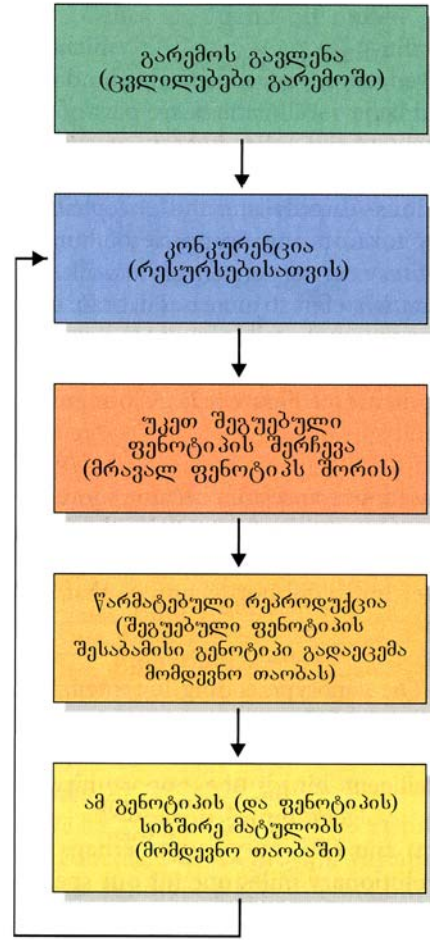 გარემოს გავლენა
(ცვლილებები გარემოში)
კონკურენცია
(რესურსებისათვის)
უკეთ შეგუებული
ფენოტიპის შერჩევა
(მრავალ ფენოტიპს შორის)
წარმატებული რეპროდუქცია
(შეგუებული ფენოტიპის
შესაბამისი გენოტიპი გადაეცემა
მომდევნო თაობას)
ამ გენოტიპის (და ფენოტიპის)
სიხშირე მატულობს
(მომდევნო თაობაში)